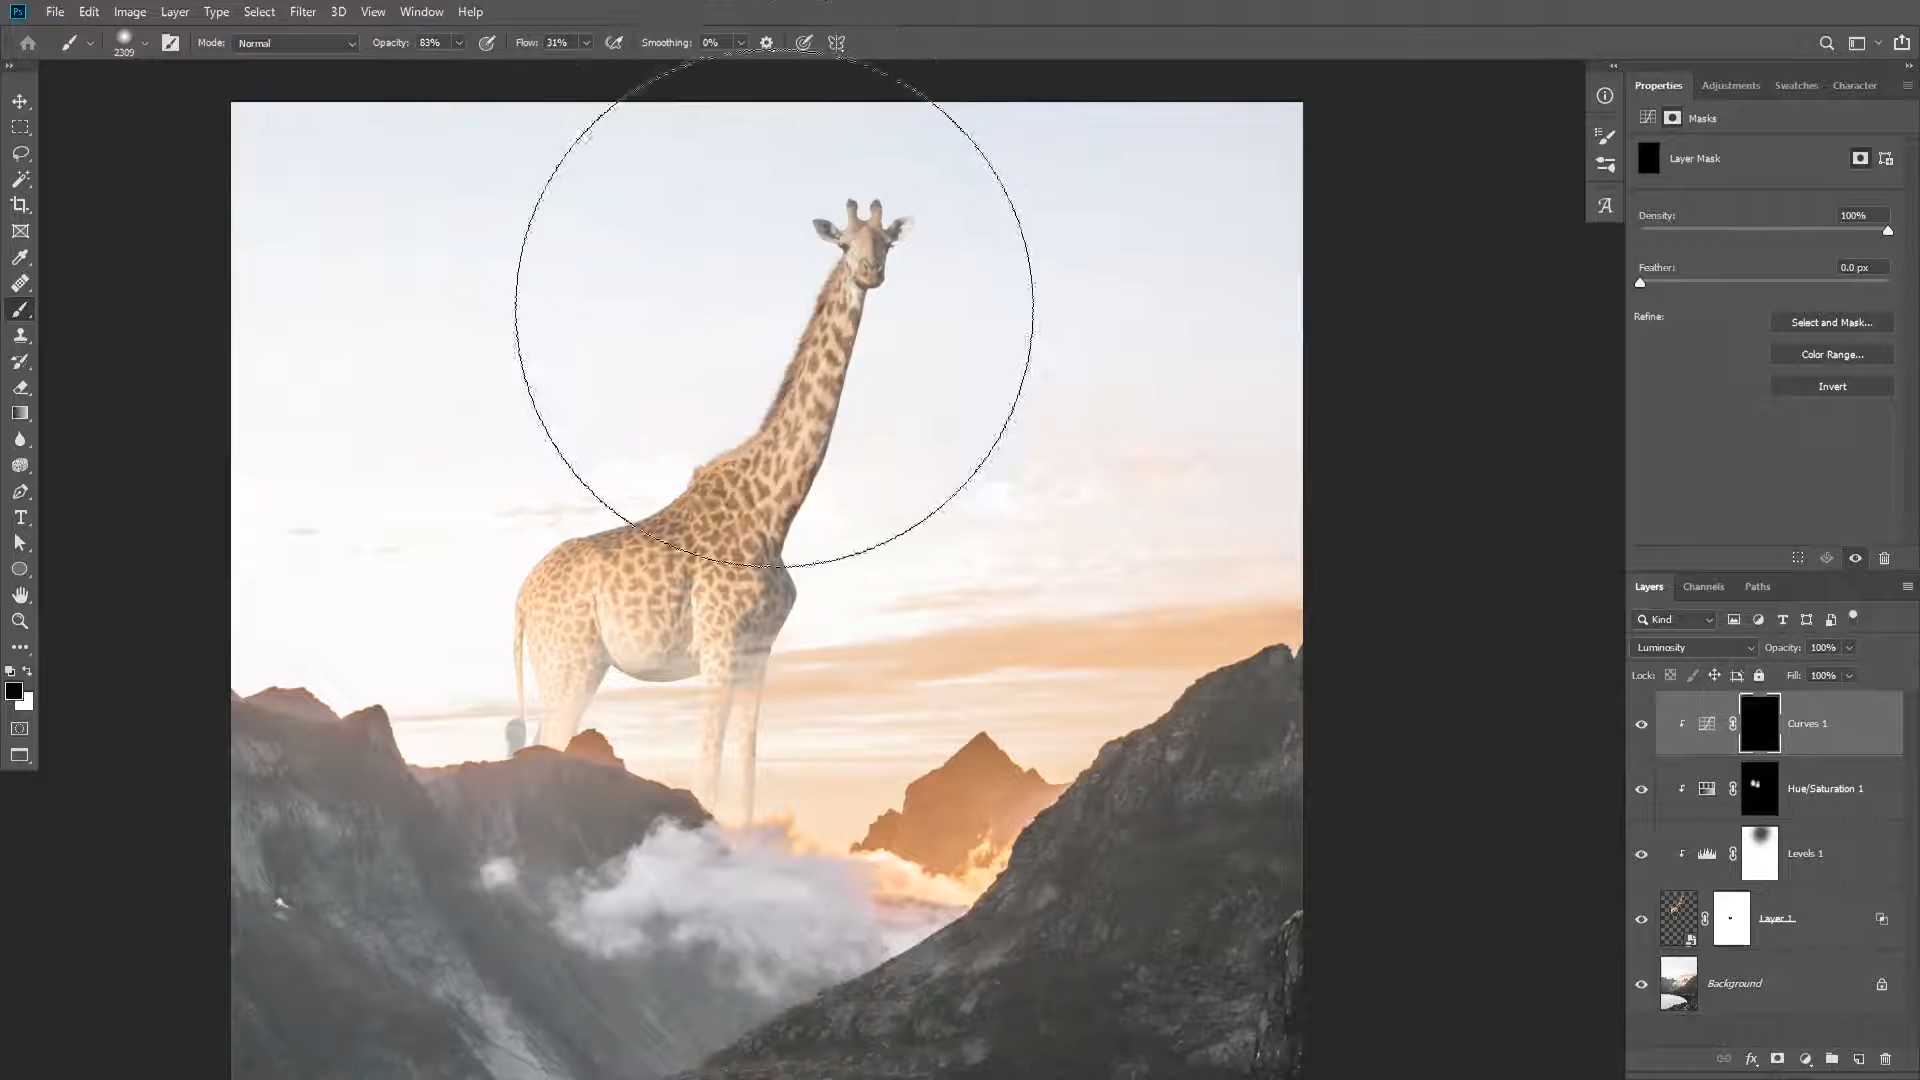 Ps File Edit Image Layer Type Select Filter 3D View Window Help
2309 Mode: Normal Opacity: 83% Flow: 31% Smoothing: 0%
Properties Adjustments Swatches Character
Masks
Layer Mask
Density: 100%
Feather: 0.0 px
Refine: Select and Mask...
Color Range...
Invert
Layers Channels Paths
Kind
Luminosity Opacity: 100%
Lock: Fill: 100%
Curves 1
Hue/Saturation 1
Levels 1
Layer 1
Background